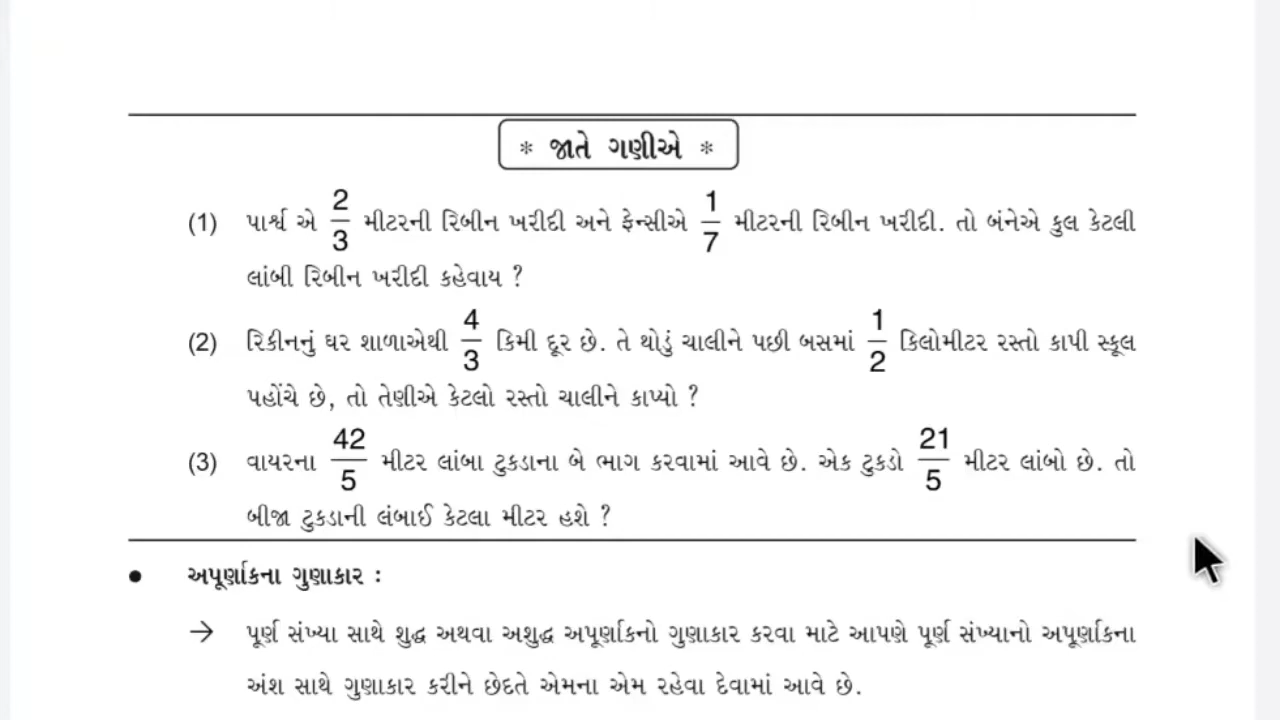 * જાતે ગણીએ *
(1) પાર્શ્વ એ 2/3 મીટરની રિબીન ખરીદી અને ફેન્સીએ 1/7 મીટરની રિબીન ખરીદી. તો બંનેએ કુલ કેટલી
લાંબી રિબીન ખરીદી કહેવાય ?
(2) રિકીનનું ઘર શાળાએથી 4/3 કિમી દૂર છે. તે થોડું ચાલીને પછી બસમાં 1/2 કિલોમીટર રસ્તો કાપી સ્કૂલ
પહોંચે છે, તો તેણીએ કેટલો રસ્તો ચાલીને કાપ્યો ?
(3) વાયરના 42/5 મીટર લાંબા ટુકડાના બે ભાગ કરવામાં આવે છે. એક ટુકડો 21/5 મીટર લાંબો છે. તો
બીજા ટુકડાની લંબાઈ કેટલા મીટર હશે ?
● અપૂર્ણાંકના ગુણાકાર :
→ પૂર્ણ સંખ્યા સાથે શુદ્ધ અથવા અશુદ્ધ અપૂર્ણાંકનો ગુણાકાર કરવા માટે આપણે પૂર્ણ સંખ્યાનો અપૂર્ણાંકના
અંશ સાથે ગુણાકાર કરીને છેદતે એમના એમ રહેવા દેવામાં આવે છે.